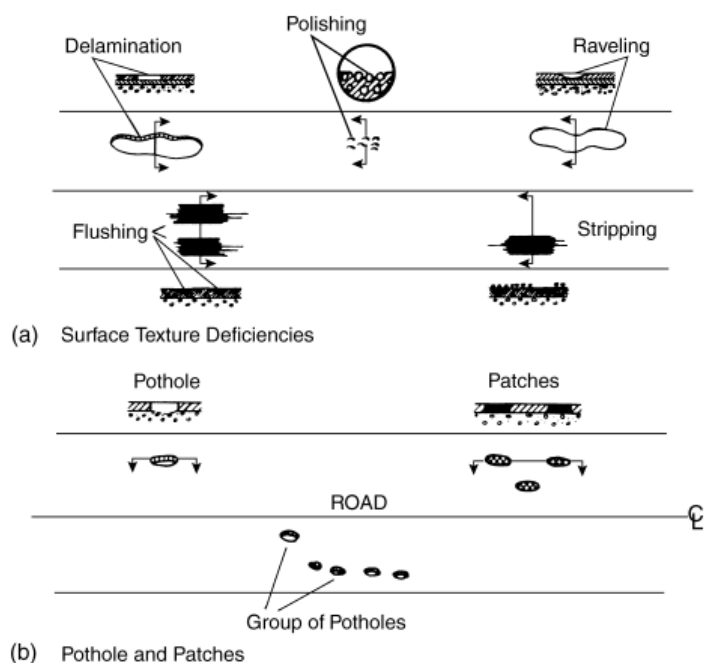 Polishing
Delamination
Raveling
Flushing
Stripping
(a) Surface Texture Deficiencies
Pothole
Patches
ROAD
℄
Group of Potholes
(b) Pothole and Patches